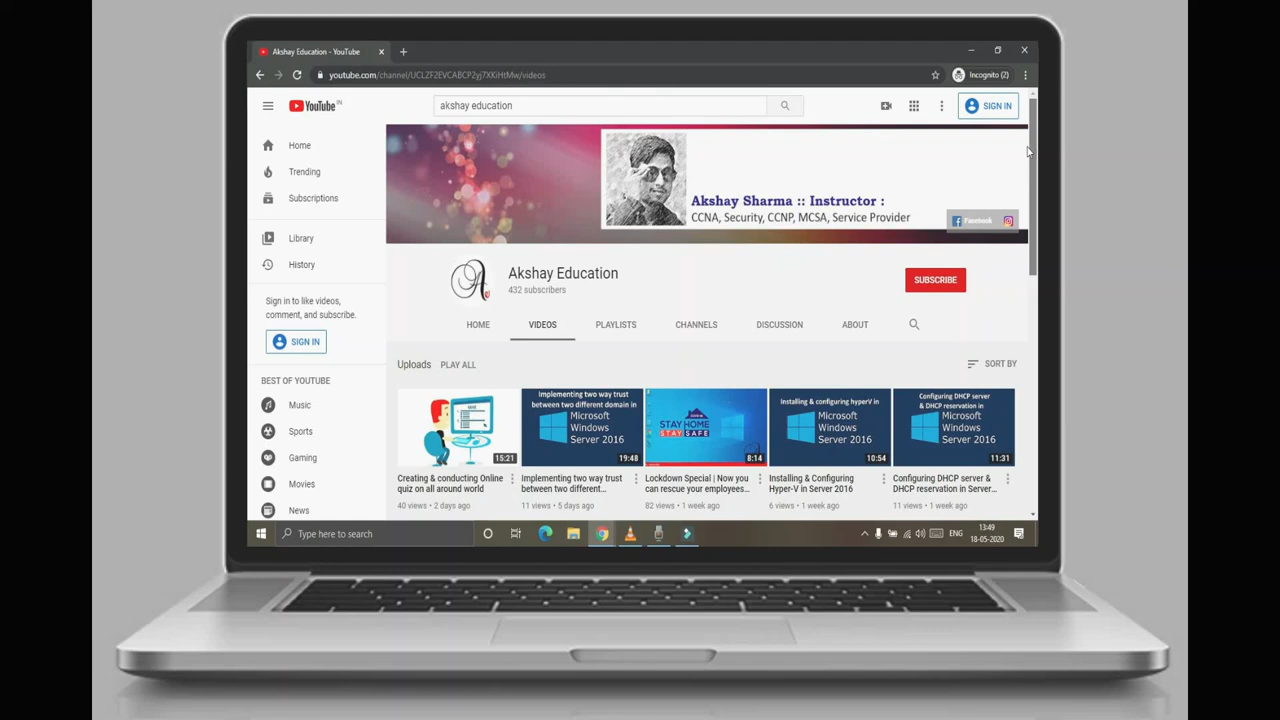 Akshay Education - YouTube
youtube.com/channel/UCLZF2EVCABCP2yj7XKiHtMw/videos
Incognito (2)
YouTube IN
akshay education
SIGN IN
Home
Trending
Subscriptions
Library
History
Sign in to like videos,
comment, and subscribe.
SIGN IN
BEST OF YOUTUBE
Music
Sports
Gaming
Movies
News
Akshay Sharma :: Instructor :
CCNA, Security, CCNP, MCSA, Service Provider
Facebook
Akshay Education
432 subscribers
SUBSCRIBE
HOME
VIDEOS
PLAYLISTS
CHANNELS
DISCUSSION
ABOUT
Uploads
PLAY ALL
SORT BY
15:21
Creating & conducting Online
quiz on all around world
40 views • 2 days ago
Implementing two way trust
between two different domain in
Microsoft
Windows
Server 2016
19:48
Implementing two way trust
between two different...
11 views • 5 days ago
STAY HOME
STAY SAFE
8:14
Lockdown Special | Now you
can rescue your employees...
82 views • 1 week ago
Installing & configuring hyperV in
Microsoft
Windows
Server 2016
10:54
Installing & Configuring
Hyper-V in Server 2016
6 views • 1 week ago
Configuring DHCP server
& DHCP reservation in
Microsoft
Windows
Server 2016
11:31
Configuring DHCP server &
DHCP reservation in Server...
11 views • 1 week ago
Type here to search
ENG
13:49
18-05-2020